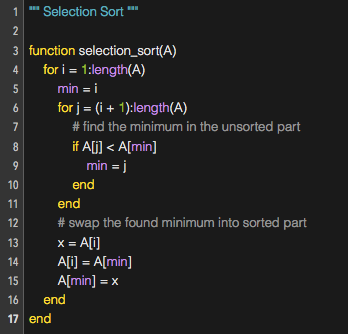 1 """ Selection Sort """
2
3 function selection_sort(A)
4 for i = 1:length(A)
5 min = i
6 for j = (i + 1):length(A)
7 # find the minimum in the unsorted part
8 if A[j] < A[min]
9 min = j
10 end
11 end
12 # swap the found minimum into sorted part
13 x = A[i]
14 A[i] = A[min]
15 A[min] = x
16 end
17 end